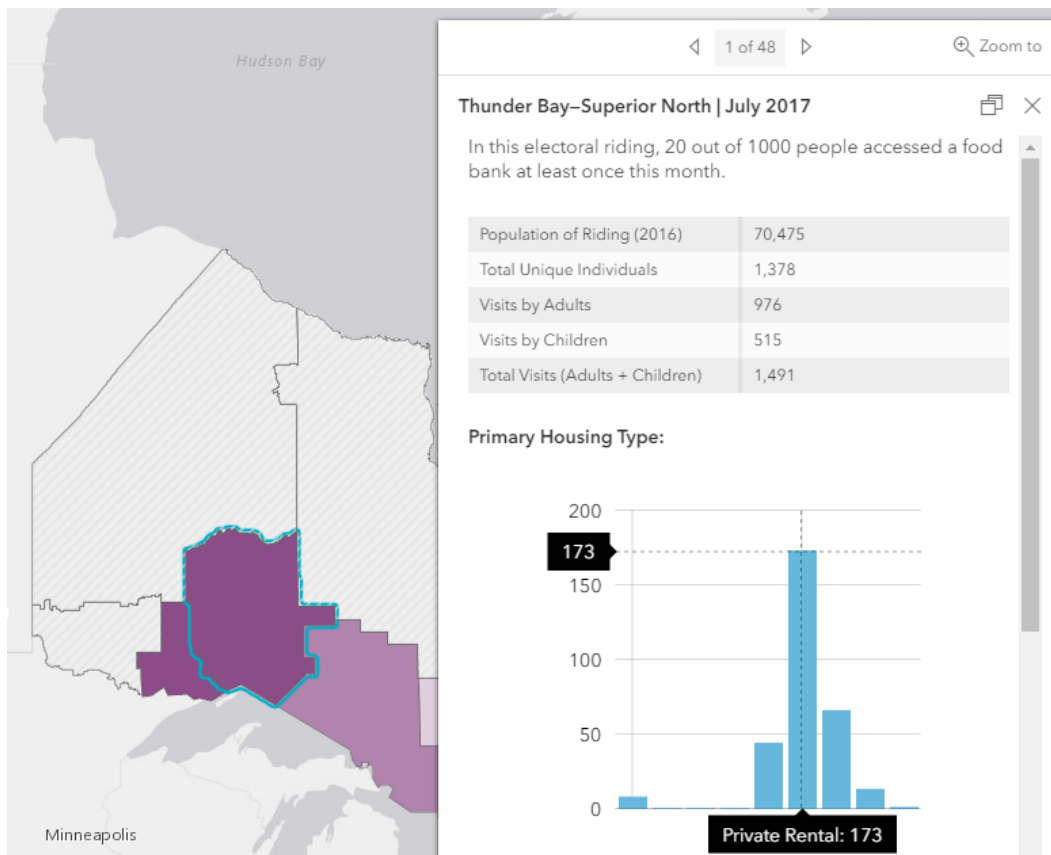 Hudson Bay
1 of 48
Zoom to
Thunder Bay–Superior North | July 2017
In this electoral riding, 20 out of 1000 people accessed a food
bank at least once this month.
Population of Riding (2016) 70,475
Total Unique Individuals 1,378
Visits by Adults 976
Visits by Children 515
Total Visits (Adults + Children) 1,491
Primary Housing Type:
200
173
150
100
50
0
Private Rental: 173
Minneapolis